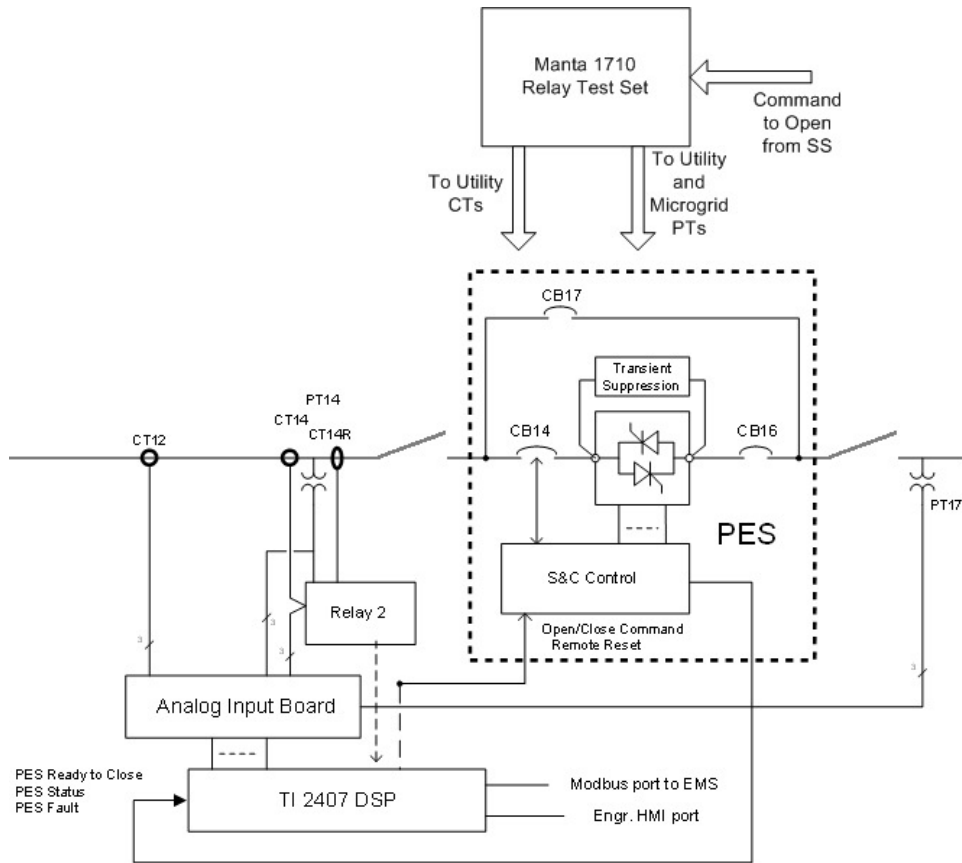 Manta 1710
Relay Test Set
Command
to Open
from SS
To Utility
CTs
To Utility
and
Microgrid
PTs
CB17
Transient
Suppression
PT14
CT12
CT14
CT14R
CB14
CB16
PT17
PES
S&C Control
Relay 2
Open/Close Command
Remote Reset
3
3
3
3
Analog Input Board
PES Ready to Close
PES Status
PES Fault
TI 2407 DSP
Modbus port to EMS
Engr. HMI port